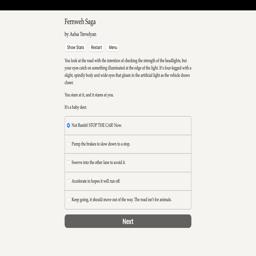 Fernweh Saga
by Aelsa Trevelyan
Show Stats Restart Menu
You look at the road with the intention of checking the strength of the headlights, but
your eyes catch on something illuminated at the edge of the light. It's four-legged with a
slight, spindly body and wide eyes that gleam in the artificial light as the vehicle draws
closer.
You stare at it, and it stares at you.
It's a baby deer.
Not Bambi! STOP THE CAR! Now.
Pump the brakes to slow down to a stop.
Swerve into the other lane to avoid it.
Accelerate in hopes it will run off.
Keep going, it should move out of the way. The road isn't for animals.
Next